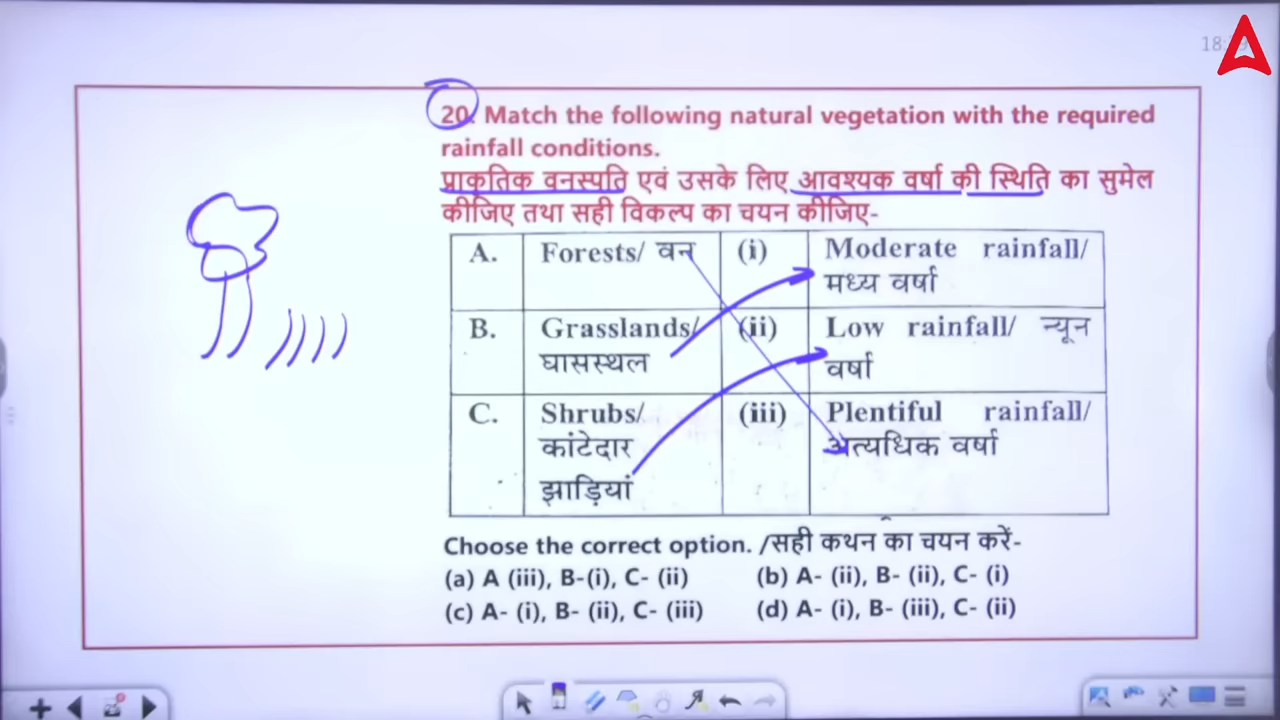 20. Match the following natural vegetation with the required
rainfall conditions.
प्राकृतिक वनस्पति एवं उसके लिए आवश्यक वर्षा की स्थिति का सुमेल
कीजिए तथा सही विकल्प का चयन कीजिए-
A. Forests/ वन (i) Moderate rainfall/
मध्य वर्षा
B. Grasslands/ (ii) Low rainfall/ न्यून
घासस्थल वर्षा
C. Shrubs/ (iii) Plentiful rainfall/
कांटेदार अत्यधिक वर्षा
झाड़ियां
Choose the correct option. /सही कथन का चयन करें-
(a) A (iii), B-(i), C- (ii) (b) A- (ii), B- (ii), C- (i)
(c) A- (i), B- (ii), C- (iii) (d) A- (i), B- (iii), C- (ii)